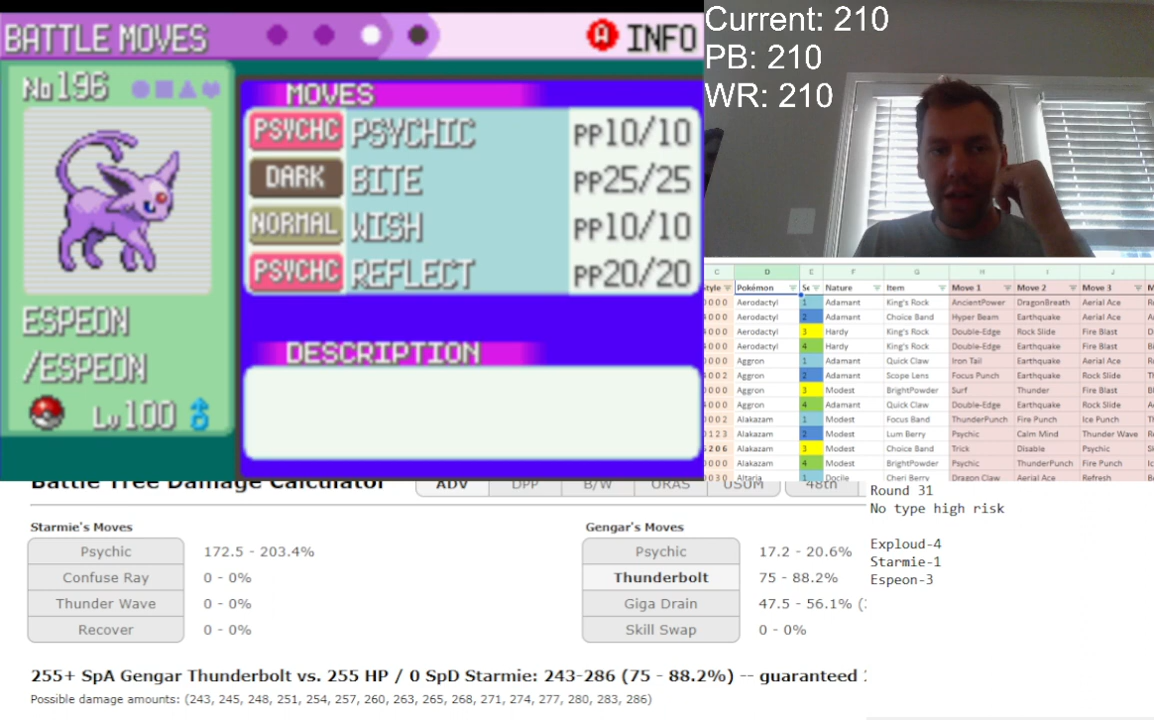 BATTLE MOVES
A INFO
No196
MOVES
PSYCHC PSYCHIC PP10/10
DARK BITE PP25/25
NORMAL WISH PP10/10
PSYCHC REFLECT PP20/20
ESPEON
/ESPEON
Lv100
DESCRIPTION
Current: 210
PB: 210
WR: 210
C D E F G H I J
Pokémon Nature Item Move 1 Move 2 Move 3
0000 Aerodactyl 1 Adamant King's Rock AncientPower DragonBreath Aerial Ace
Aerodactyl 2 Adamant Choice Band Hyper Beam Earthquake Aerial Ace
Aerodactyl 3 Hardy King's Rock Double-Edge Rock Slide Fire Blast
Aerodactyl 4 Hardy King's Rock Double-Edge Earthquake Fire Blast
0000 Aggron 1 Adamant Quick Claw Iron Tail Earthquake Aerial Ace
Aggron 2 Adamant Scope Lens Focus Punch Earthquake Rock Slide
Aggron 3 Modest BrightPowder Surf Thunder Fire Blast
Aggron 4 Adamant Quick Claw Double-Edge Earthquake Rock Slide
0002 Alakazam 1 Modest Focus Band ThunderPunch Fire Punch Ice Punch
0123 Alakazam 2 Modest Lum Berry Psychic Calm Mind Thunder Wave
Alakazam 3 Modest Choice Band Trick Disable Psychic
0000 Alakazam 4 Modest BrightPowder Psychic ThunderPunch Fire Punch
Altaria 1 Docile Cheri Berry Dragon Claw Aerial Ace Refresh
Battle Tree Damage Calculator
ADV DPP B/W ORAS USUM 48th
Starmie's Moves
Psychic 172.5 - 203.4%
Confuse Ray 0 - 0%
Thunder Wave 0 - 0%
Recover 0 - 0%
Gengar's Moves
Psychic 17.2 - 20.6%
Thunderbolt 75 - 88.2%
Giga Drain 47.5 - 56.1%
Skill Swap 0 - 0%
255+ SpA Gengar Thunderbolt vs. 255 HP / 0 SpD Starmie: 243-286 (75 - 88.2%) -- guaranteed
Possible damage amounts: (243, 245, 248, 251, 254, 257, 260, 263, 265, 268, 271, 274, 277, 280, 283, 286)
Round 31
No type high risk
Exploud-4
Starmie-1
Espeon-3